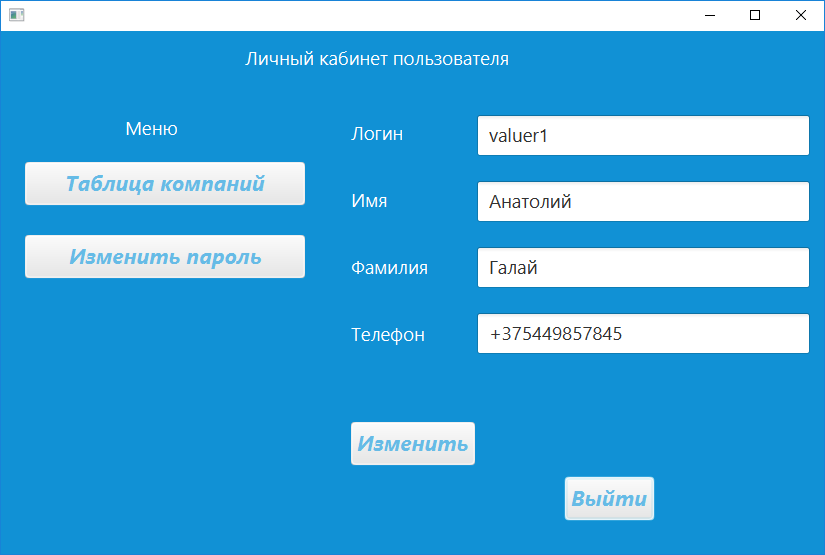 Личный кабинет пользователя
Меню
Таблица компаний
Изменить пароль
Логин
valuer1
Имя
Анатолий
Фамилия
Галай
Телефон
+375449857845
Изменить
Выйти